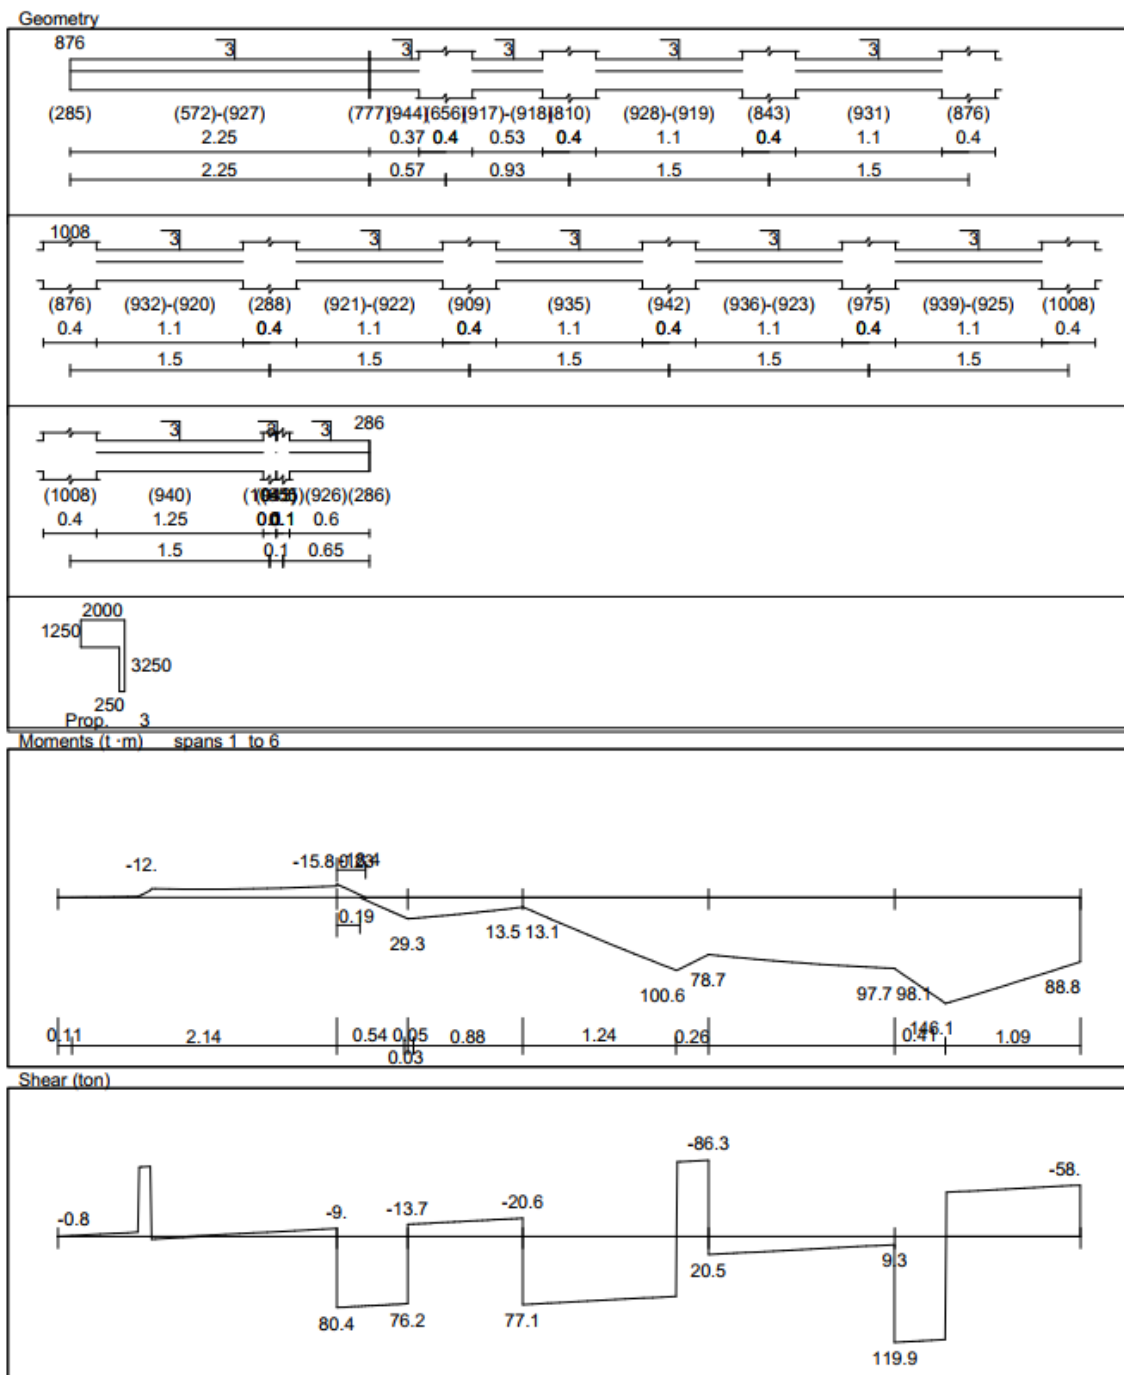 Geometry
876 3 3 3 3 3
(285) (572)-(927) (777) (944) (656) (917)-(918) (810) (928)-(919) (843) (931) (876)
2.25 0.37 0.4 0.53 0.4 1.1 0.4 1.1 0.4
2.25 0.57 0.93 1.5 1.5
1008 3 3 3 3 3
(876) (932)-(920) (288) (921)-(922) (909) (935) (942) (936)-(923) (975) (939)-(925) (1008)
0.4 1.1 0.4 1.1 0.4 1.1 0.4 1.1 0.4 1.1 0.4
1.5 1.5 1.5 1.5 1.5
3 3 286
(1008) (940) (926) (286)
0.4 1.25 0.1 0.6
1.5 0.1 0.65
2000
1250
3250
250
Prop. 3
Moments (t·m) spans 1 to 6
-12. -15.8
0.19
29.3 13.5 13.1 100.6 78.7 97.7 98.1 146.1 88.8
0.11 2.14 0.54 0.05 0.88 1.24 0.26 0.41 1.09
0.03
Shear (ton)
-0.8 -9. -13.7 -20.6 -86.3 -58.
80.4 76.2 77.1 20.5 9.3 119.9